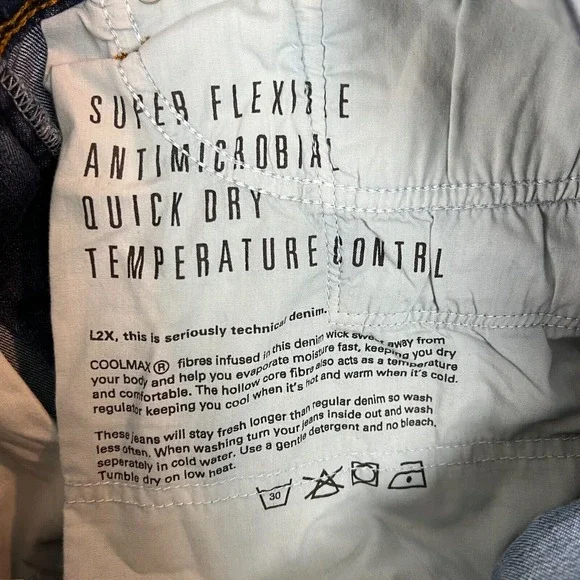 SUPER FLEXIBLE
ANTIMICROBIAL
QUICK DRY
TEMPERATURE CONTRL
L2X, this is seriously technical denim.
COOLMAX® fibres infused in this denim wick sweat away from
your body and help you evaporate moisture fast, keeping you dry
and comfortable. The hollow core fibre also acts as a temperature
regulator keeping you cool when it's hot and warm when it's cold.
These jeans will stay fresh longer than regular denim so wash
less often. When washing turn your jeans inside out and wash
seperately in cold water. Use a gentle detergent and no bleach.
Tumble dry on low heat.
30